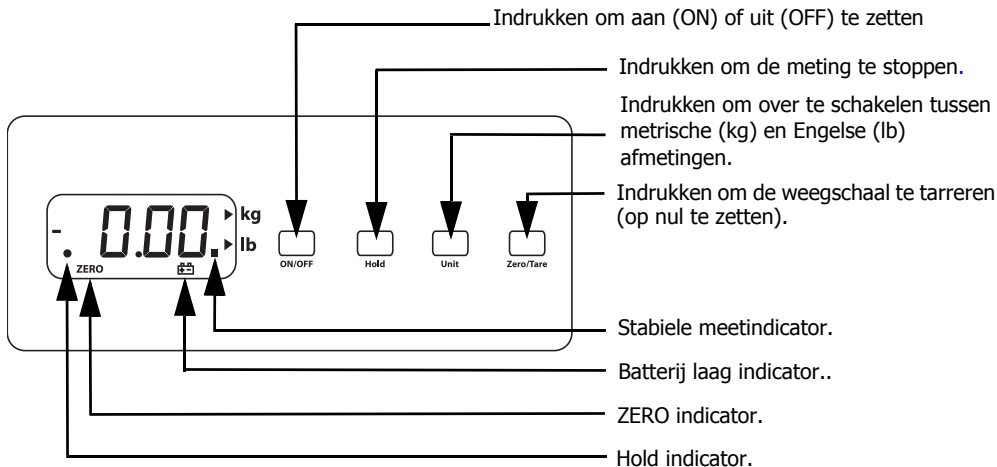 Indrukken om aan (ON) of uit (OFF) te zetten
Indrukken om de meting te stoppen.
Indrukken om over te schakelen tussen
metrische (kg) en Engelse (lb)
afmetingen.
Indrukken om de weegschaal te tarreren
(op nul te zetten).
- 0.00. kg
lb
ZERO
ON/OFF Hold Unit Zero/Tare
Stabiele meetindicator.
Batterij laag indicator..
ZERO indicator.
Hold indicator.